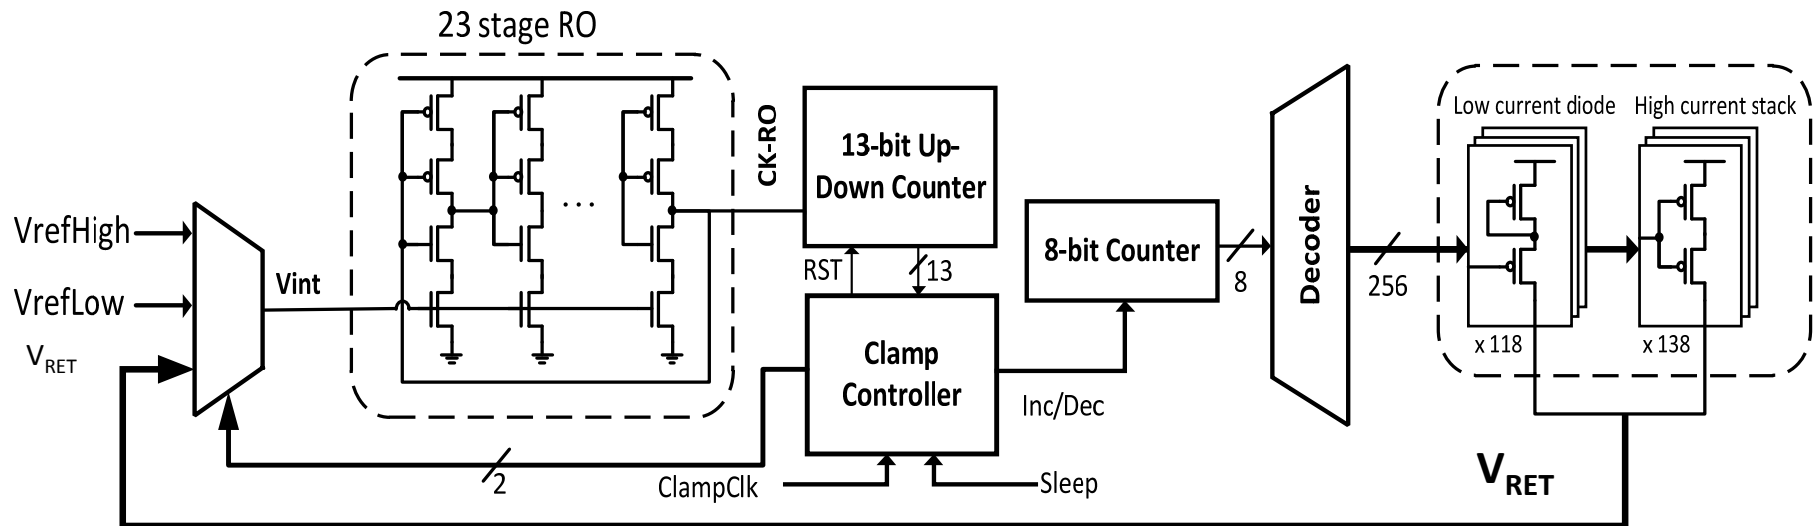 23 stage RO
VrefHigh
VrefLow
VRET
Vint
...
CK-RO
13-bit Up-
Down Counter
RST
13
Clamp
Controller
2
ClampClk
Sleep
Inc/Dec
8-bit Counter
8
Decoder
256
Low current diode
High current stack
x 118
x 138
VRET